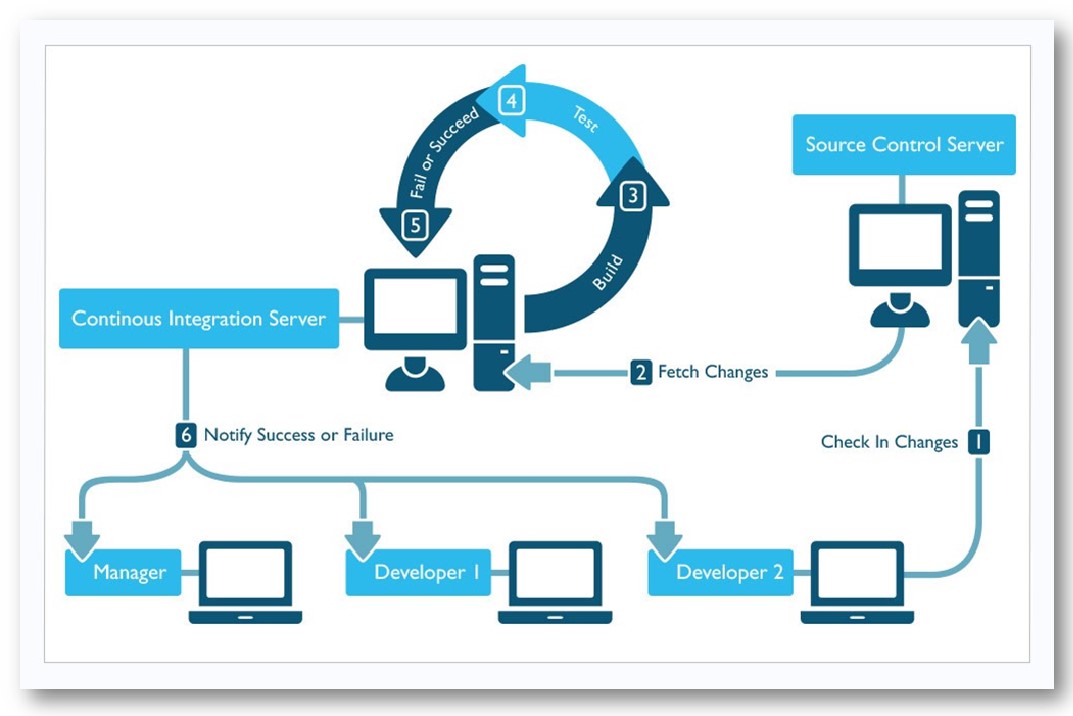 4
Test
Fail or Succeed
Source Control Server
3
5
Build
Continous Integration Server
2 Fetch Changes
6 Notify Success or Failure
Check In Changes 1
Manager
Developer 1
Developer 2